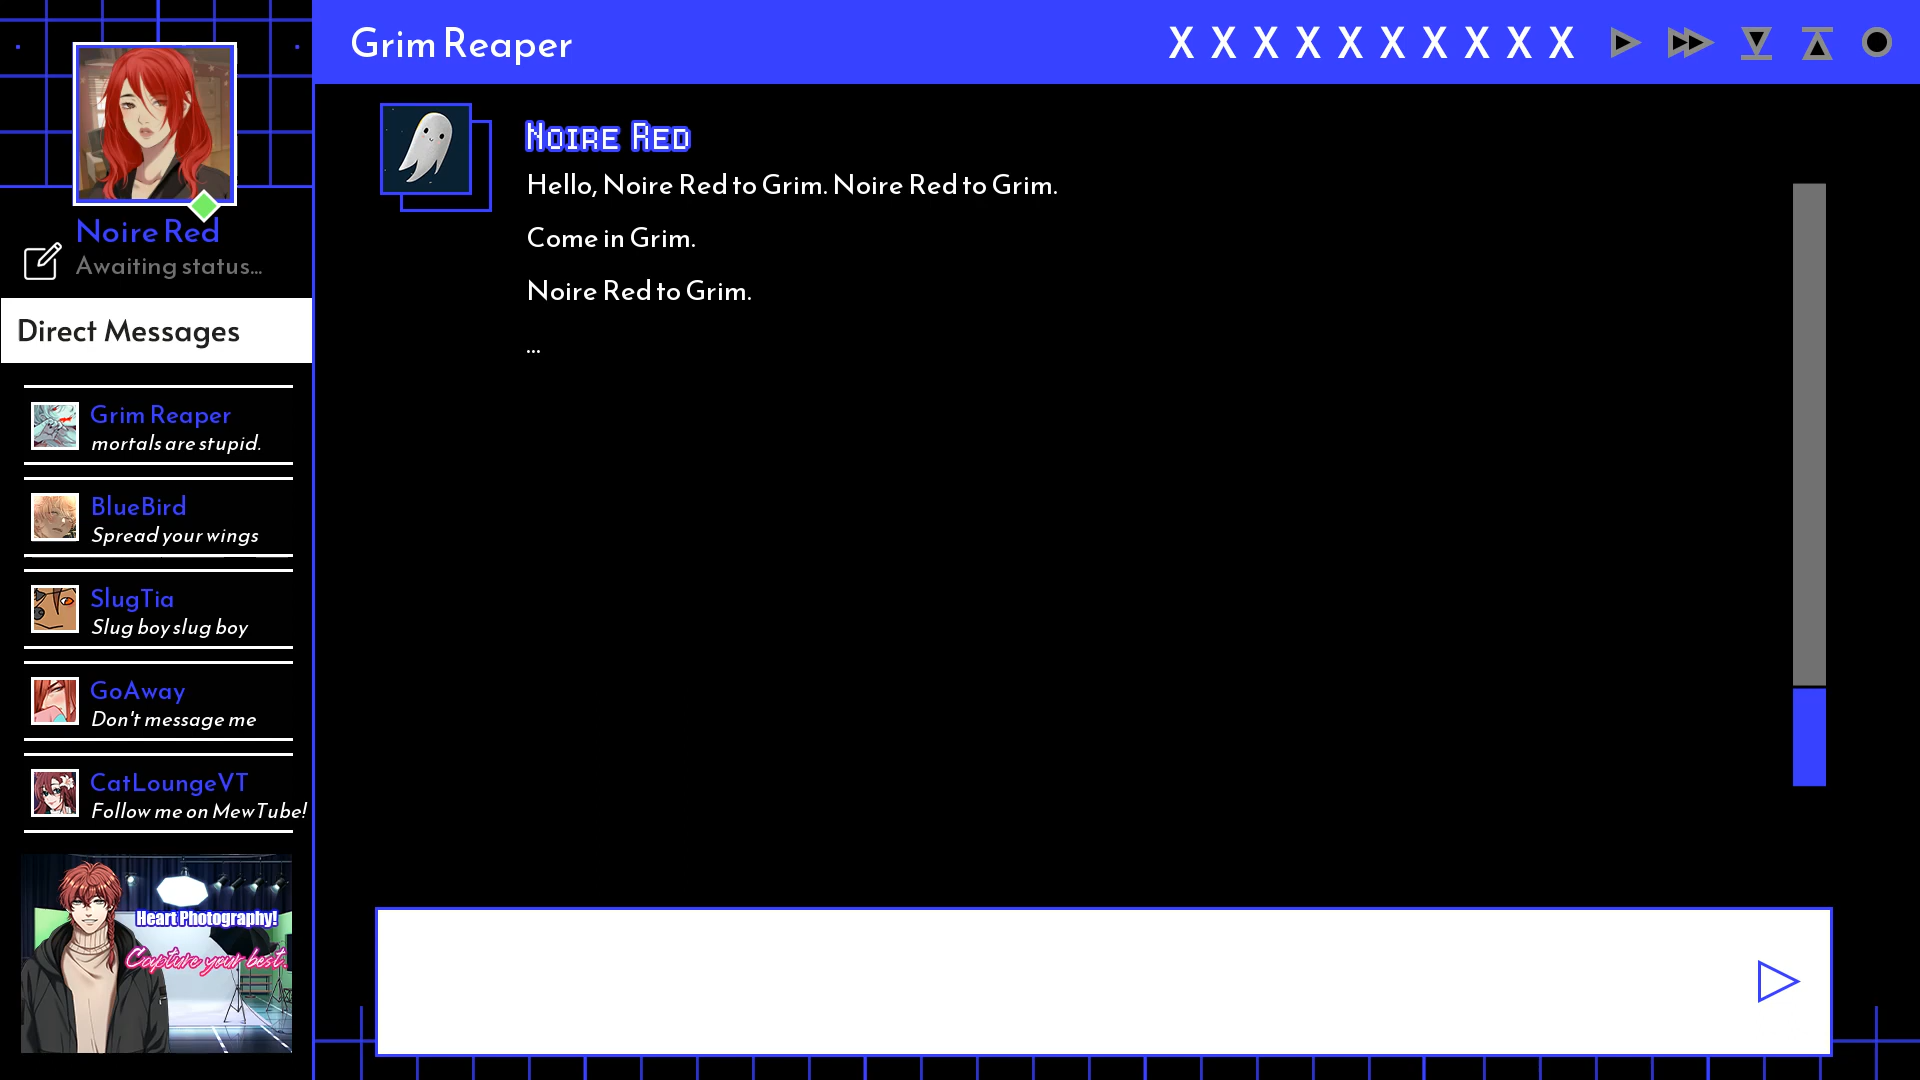 Grim Reaper
X X X X X X X X X X
Noire Red
Awaiting status...
Direct Messages
Grim Reaper
mortals are stupid.
BlueBird
Spread your wings
SlugTia
Slug boy slug boy
GoAway
Don't message me
CatLoungeVT
Follow me on MewTube!
Heart Photography!
Capture your best.
Noire Red
Hello, Noire Red to Grim. Noire Red to Grim.
Come in Grim.
Noire Red to Grim.
...